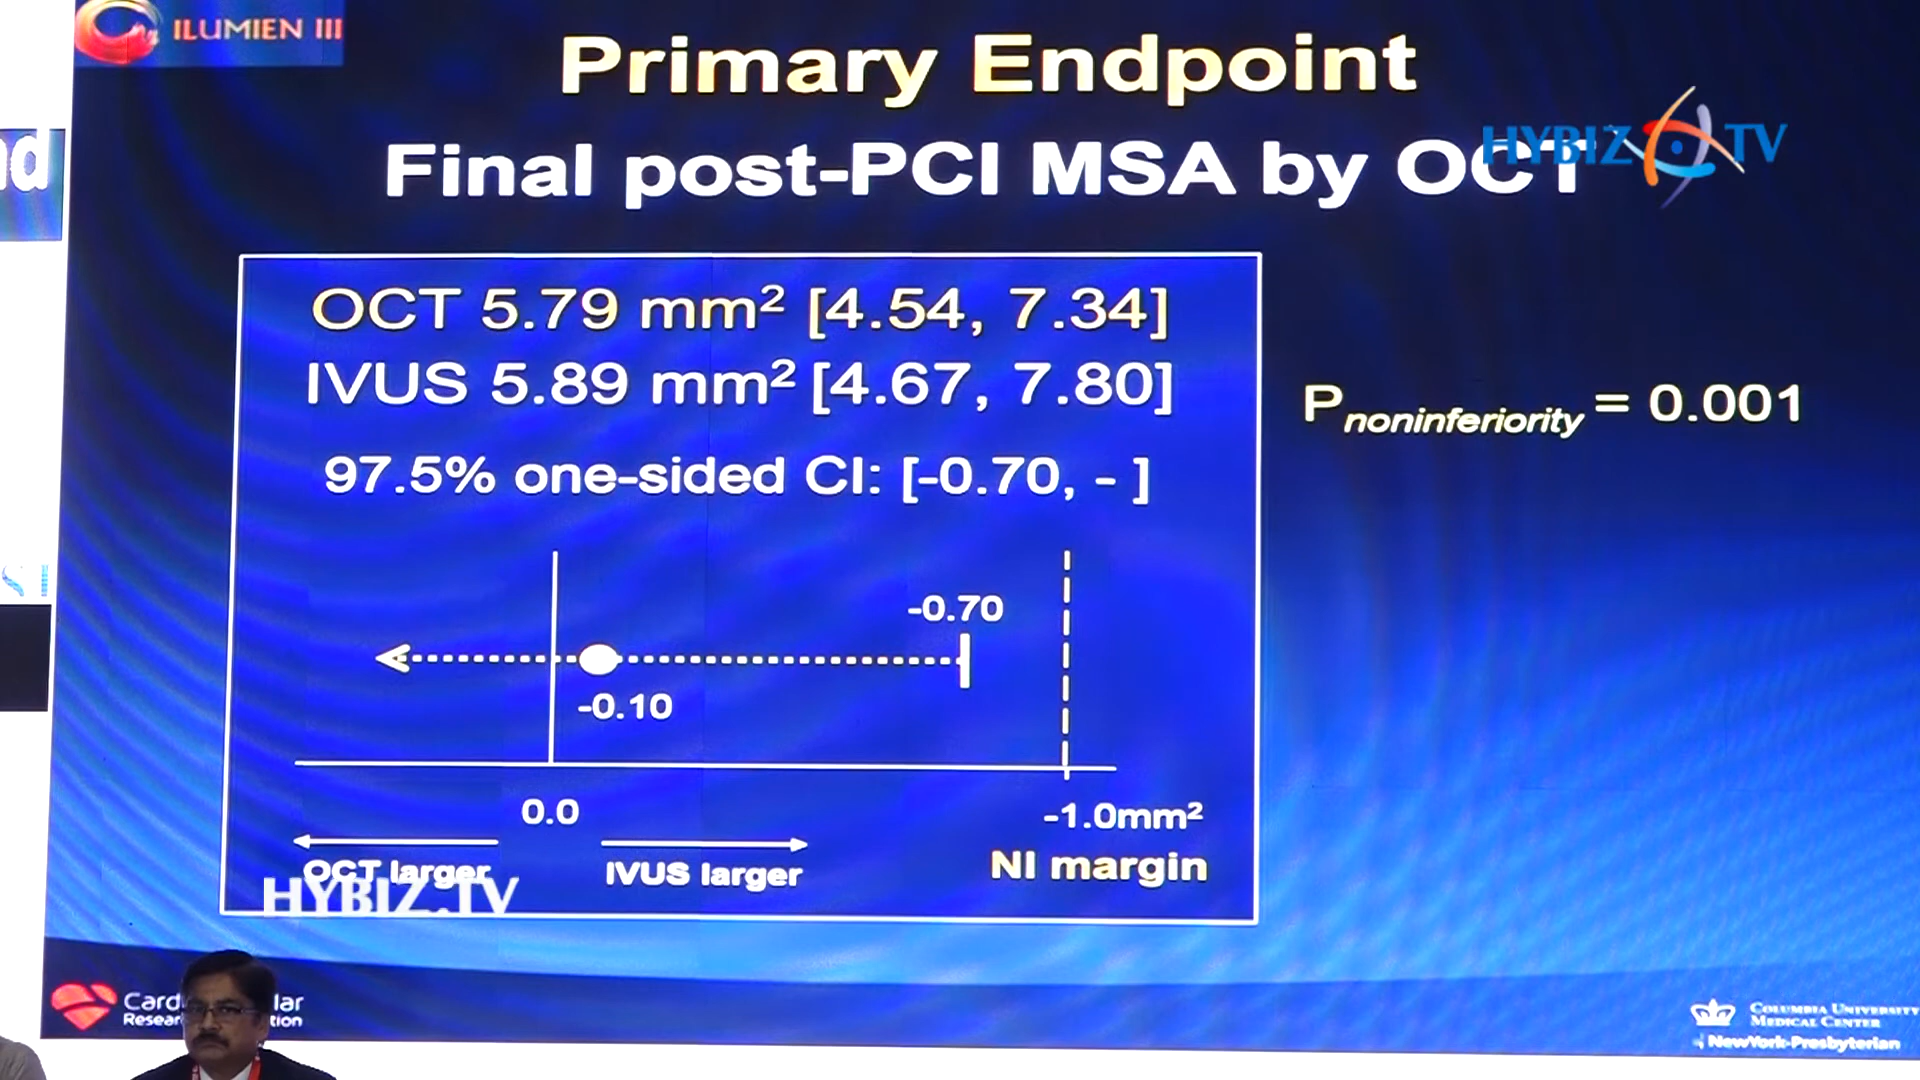 ILUMIEN III
Primary Endpoint
HYBIZ TV
Final post-PCI MSA by OCT
OCT 5.79 mm² [4.54, 7.34]
IVUS 5.89 mm² [4.67, 7.80]
97.5% one-sided CI: [-0.70, - ]
P noninferiority = 0.001
-0.70
-0.10
0.0
-1.0mm²
OCT larger
IVUS larger
NI margin
HYBIZ.TV
COLUMBIA UNIVERSITY
MEDICAL CENTER
NewYork-Presbyterian